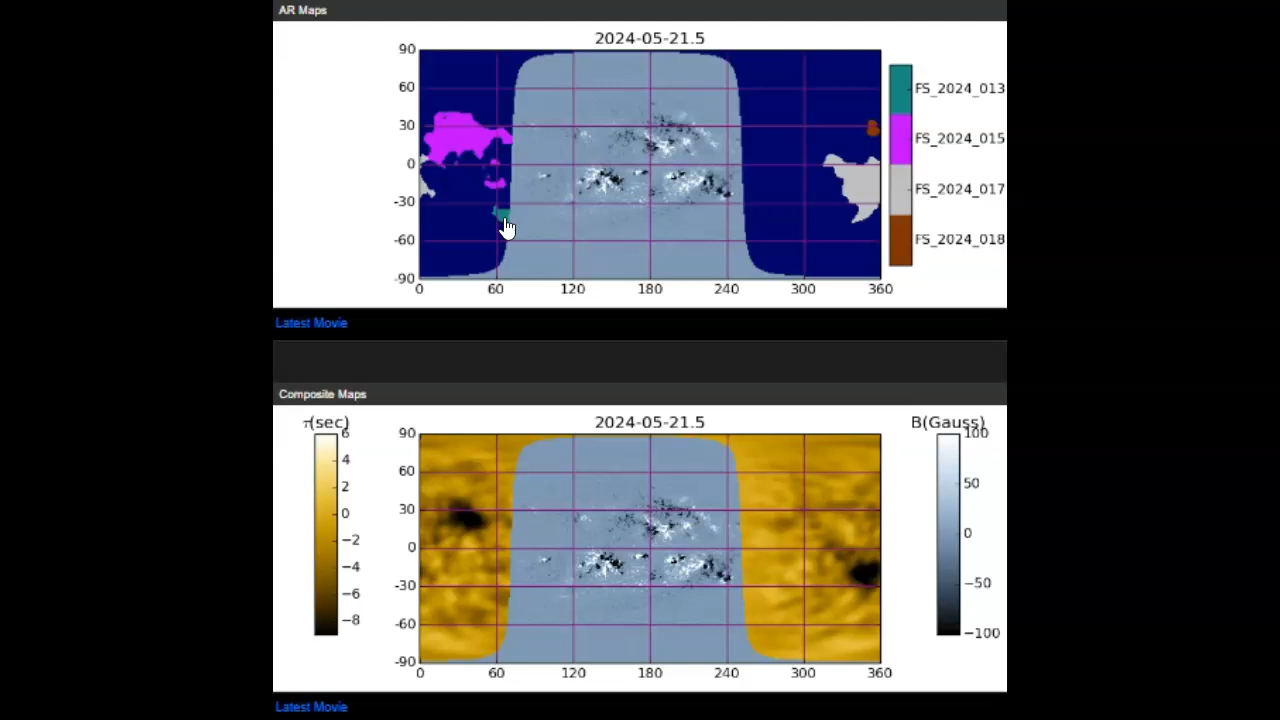 AR Maps
2024-05-21.5
90
60
30
0
-30
-60
-90
0 60 120 180 240 300 360
FS_2024_013
FS_2024_015
FS_2024_017
FS_2024_018
Latest Movie
Composite Maps
τ(sec)
2024-05-21.5
B(Gauss)
6
4
2
0
−2
−4
−6
−8
90
60
30
0
-30
-60
-90
0 60 120 180 240 300 360
100
50
0
−50
−100
Latest Movie